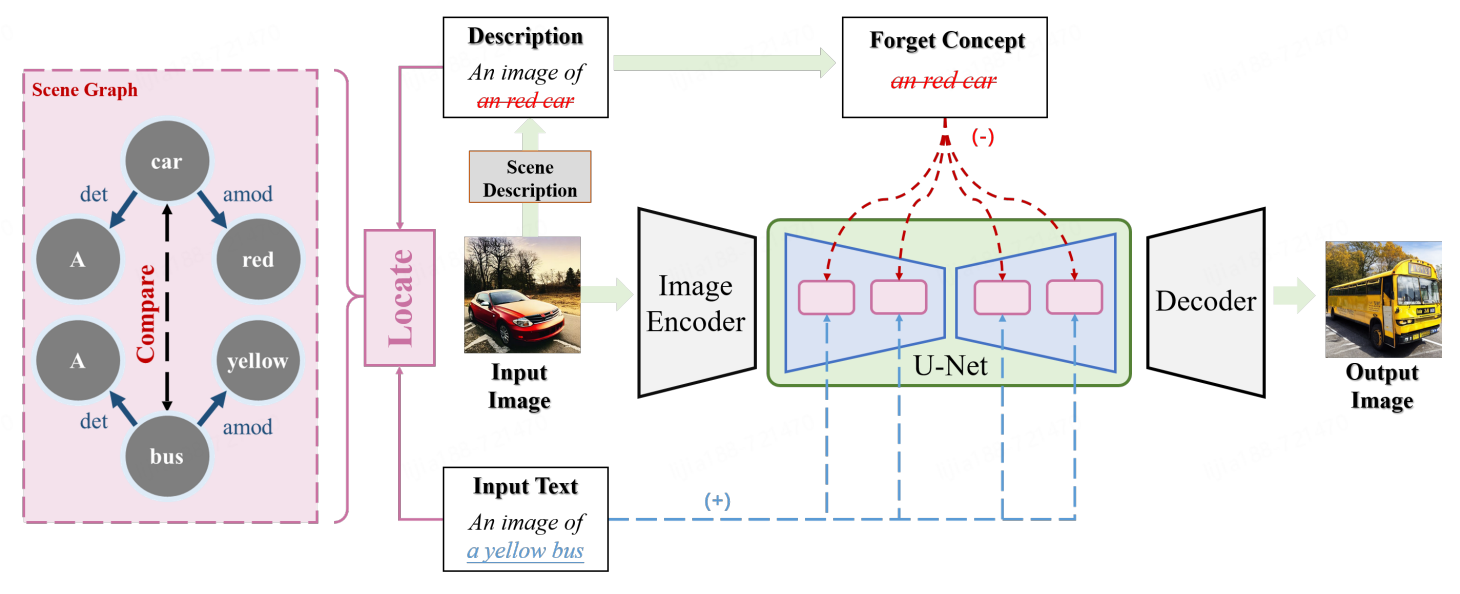 Scene Graph
car
det
amod
A
red
Compare
A
yellow
det
amod
bus
Locate
Description
An image of
an red car
Scene
Description
Input
Image
Input Text
An image of
a yellow bus
Forget Concept
an red car
(-)
(+)
Image
Encoder
U-Net
Decoder
Output
Image